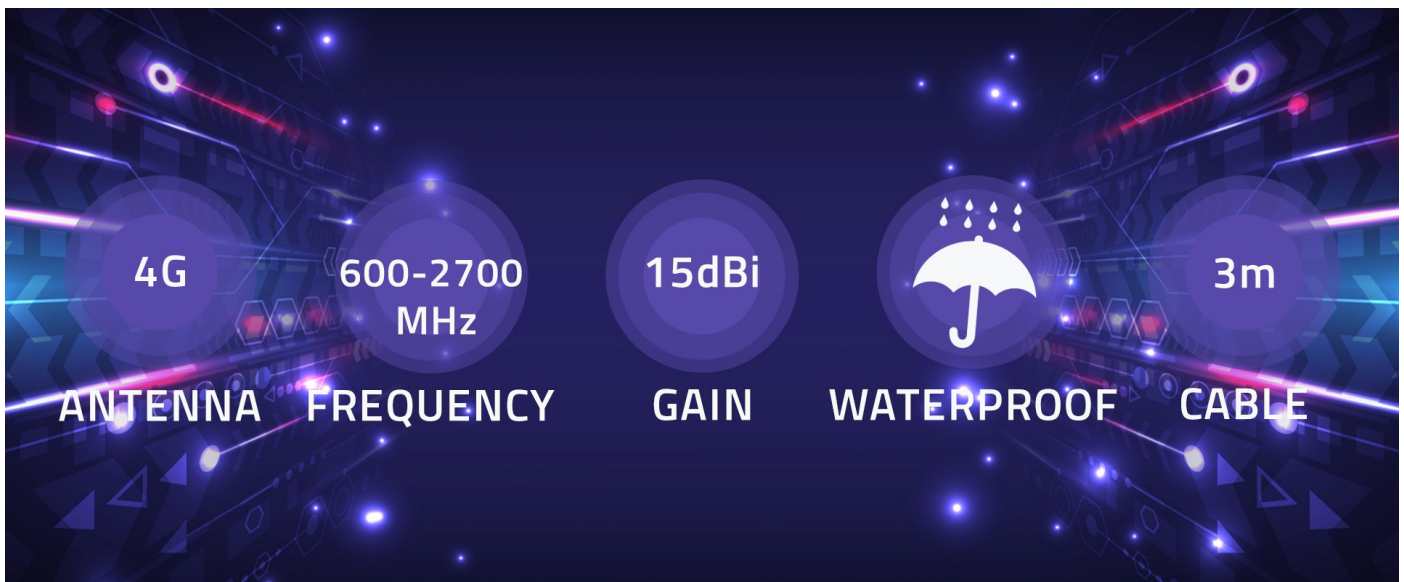 4G
ANTENNA
600-2700
MHz
FREQUENCY
15dBi
GAIN
WATERPROOF
3m
CABLE